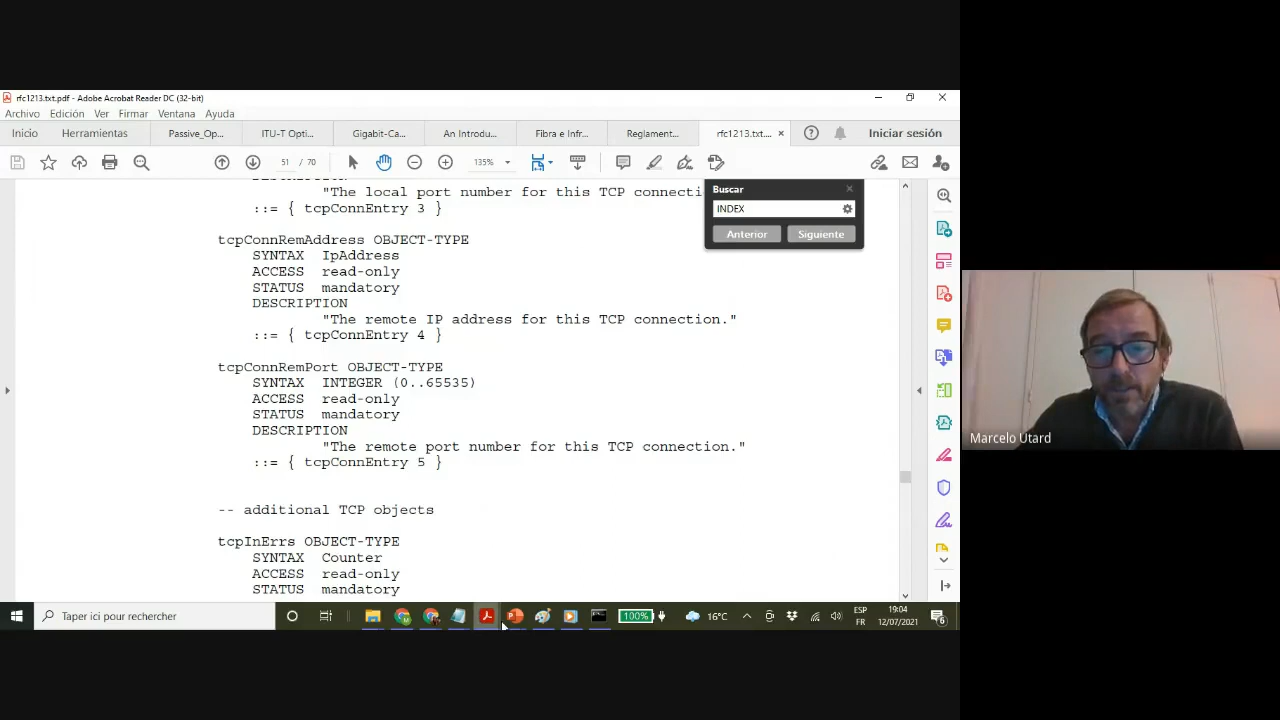 rfc1213.txt.pdf - Adobe Acrobat Reader DC (32-bit)
Archivo Edición Ver Firmar Ventana Ayuda
Inicio Herramientas Passive_Op... ITU-T Opti... Gigabit-Ca... An Introdu... Fibra e Infr... Reglament... rfc1213.txt.... Iniciar sesión
51 / 70 135%
"The local port number for this TCP connecti
::= { tcpConnEntry 3 }
Buscar
INDEX
Anterior Siguiente
tcpConnRemAddress OBJECT-TYPE
SYNTAX IpAddress
ACCESS read-only
STATUS mandatory
DESCRIPTION
"The remote IP address for this TCP connection."
::= { tcpConnEntry 4 }
tcpConnRemPort OBJECT-TYPE
SYNTAX INTEGER (0..65535)
ACCESS read-only
STATUS mandatory
DESCRIPTION
"The remote port number for this TCP connection."
::= { tcpConnEntry 5 }
-- additional TCP objects
tcpInErrs OBJECT-TYPE
SYNTAX Counter
ACCESS read-only
STATUS mandatory
Marcelo Utard
Taper ici pour rechercher
100%
16°C
ESP
FR
19:04
12/07/2021
6